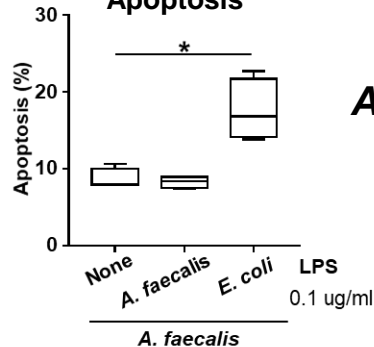 Apoptosis
30
*
20
10
0
Apoptosis (%)
A
None
A. faecalis
E. coli
LPS
0.1 ug/ml
A. faecalis